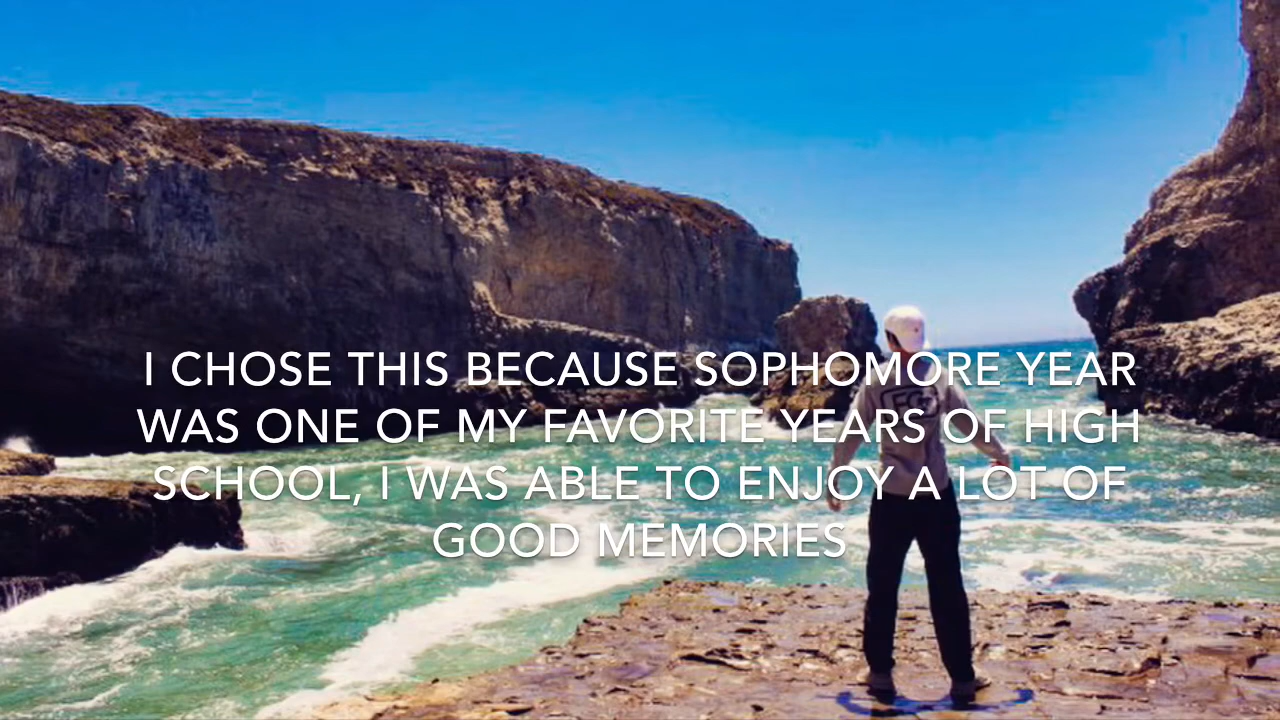 I CHOSE THIS BECAUSE SOPHOMORE YEAR
WAS ONE OF MY FAVORITE YEARS OF HIGH
SCHOOL, I WAS ABLE TO ENJOY A LOT OF
GOOD MEMORIES